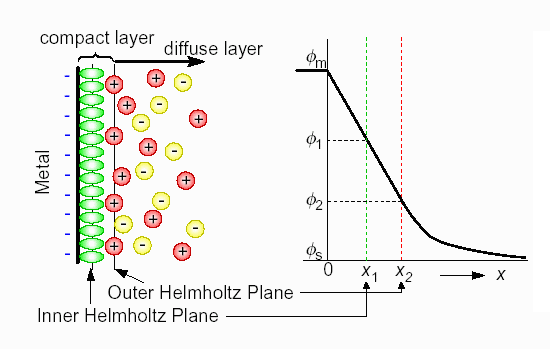 compact layer
diffuse layer
Metal
ϕm
ϕ1
ϕ2
ϕs
0
x1
x2
x
Outer Helmholtz Plane
Inner Helmholtz Plane